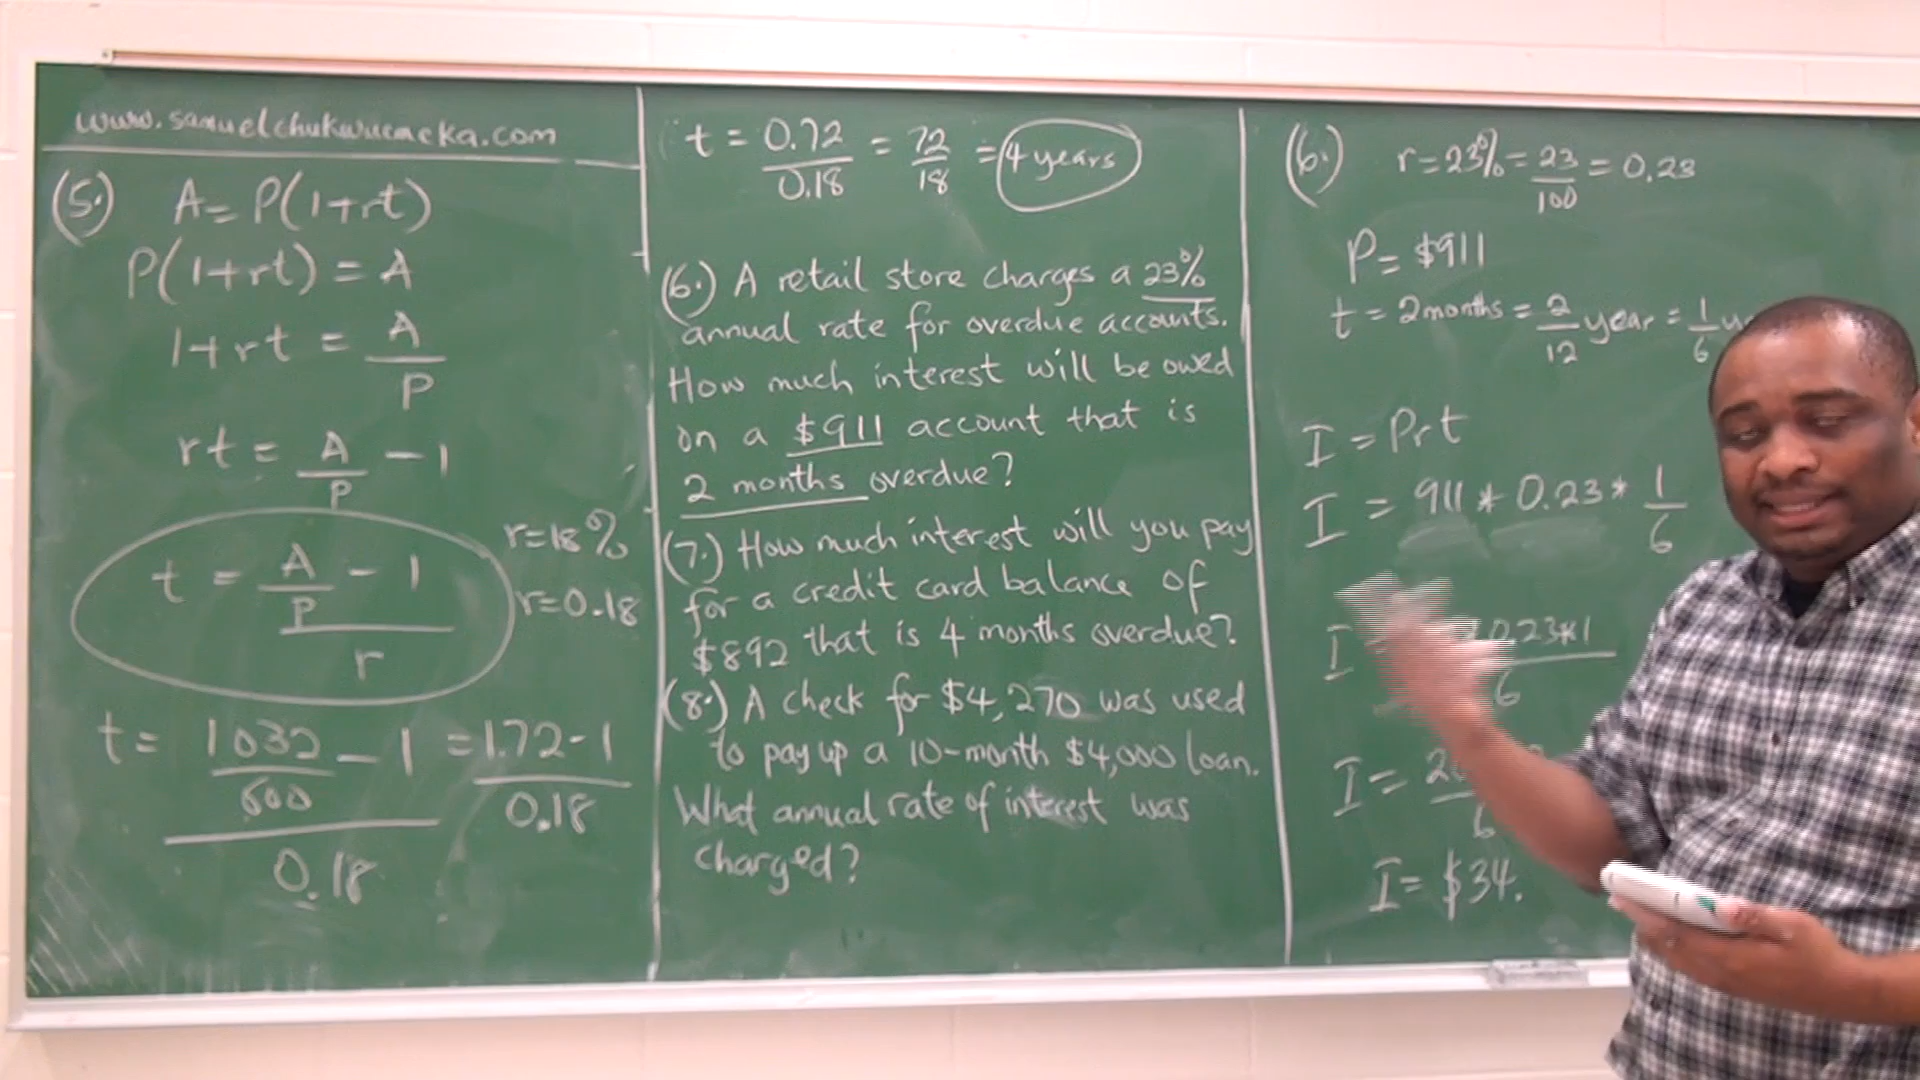 www.samuelchukwuemeka.com
(5.) A = P(1+rt)
P(1+rt) = A
1+rt = A/P
rt = A/P - 1
t = (A/P - 1)/r
r=18%
r=0.18
t = (1032/600 - 1)/0.18 = (1.72-1)/0.18
t = 0.72/0.18 = 72/18 = 4 years
(6.) A retail store charges a 23%
annual rate for overdue accounts.
How much interest will be owed
on a $911 account that is
2 months overdue?
(7.) How much interest will you pay
for a credit card balance of
$892 that is 4 months overdue?
(8.) A check for $4,270 was used
to pay up a 10-month $4,000 loan.
What annual rate of interest was
charged?
(6.) r=23%=23/100=0.23
P=$911
t = 2months = 2/12 year = 1/6
I = Prt
I = 911 * 0.23 * 1/6
I = 0.23*1/6
I = 2 /6
I = $34.